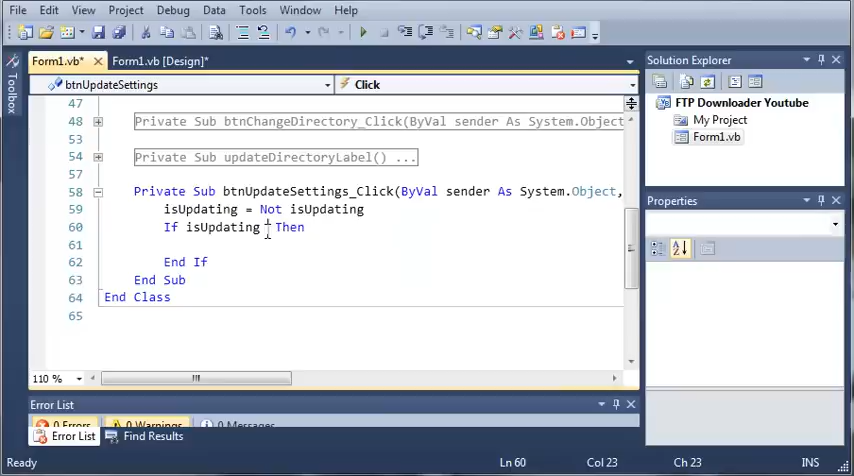 File Edit View Project Debug Data Tools Window Help
Form1.vb* Form1.vb [Design]*
Toolbox
btnUpdateSettings Click
47
48 Private Sub btnChangeDirectory_Click(ByVal sender As System.Object
53
54 Private Sub updateDirectoryLabel() ...
57
58 Private Sub btnUpdateSettings_Click(ByVal sender As System.Object,
59 isUpdating = Not isUpdating
60 If isUpdating Then
61
62 End If
63 End Sub
64 End Class
65
110 %
Solution Explorer
FTP Downloader Youtube
My Project
Form1.vb
Properties
Error List
0 Errors 0 Warnings 0 Messages
Error List Find Results
Ready Ln 60 Col 23 Ch 23 INS